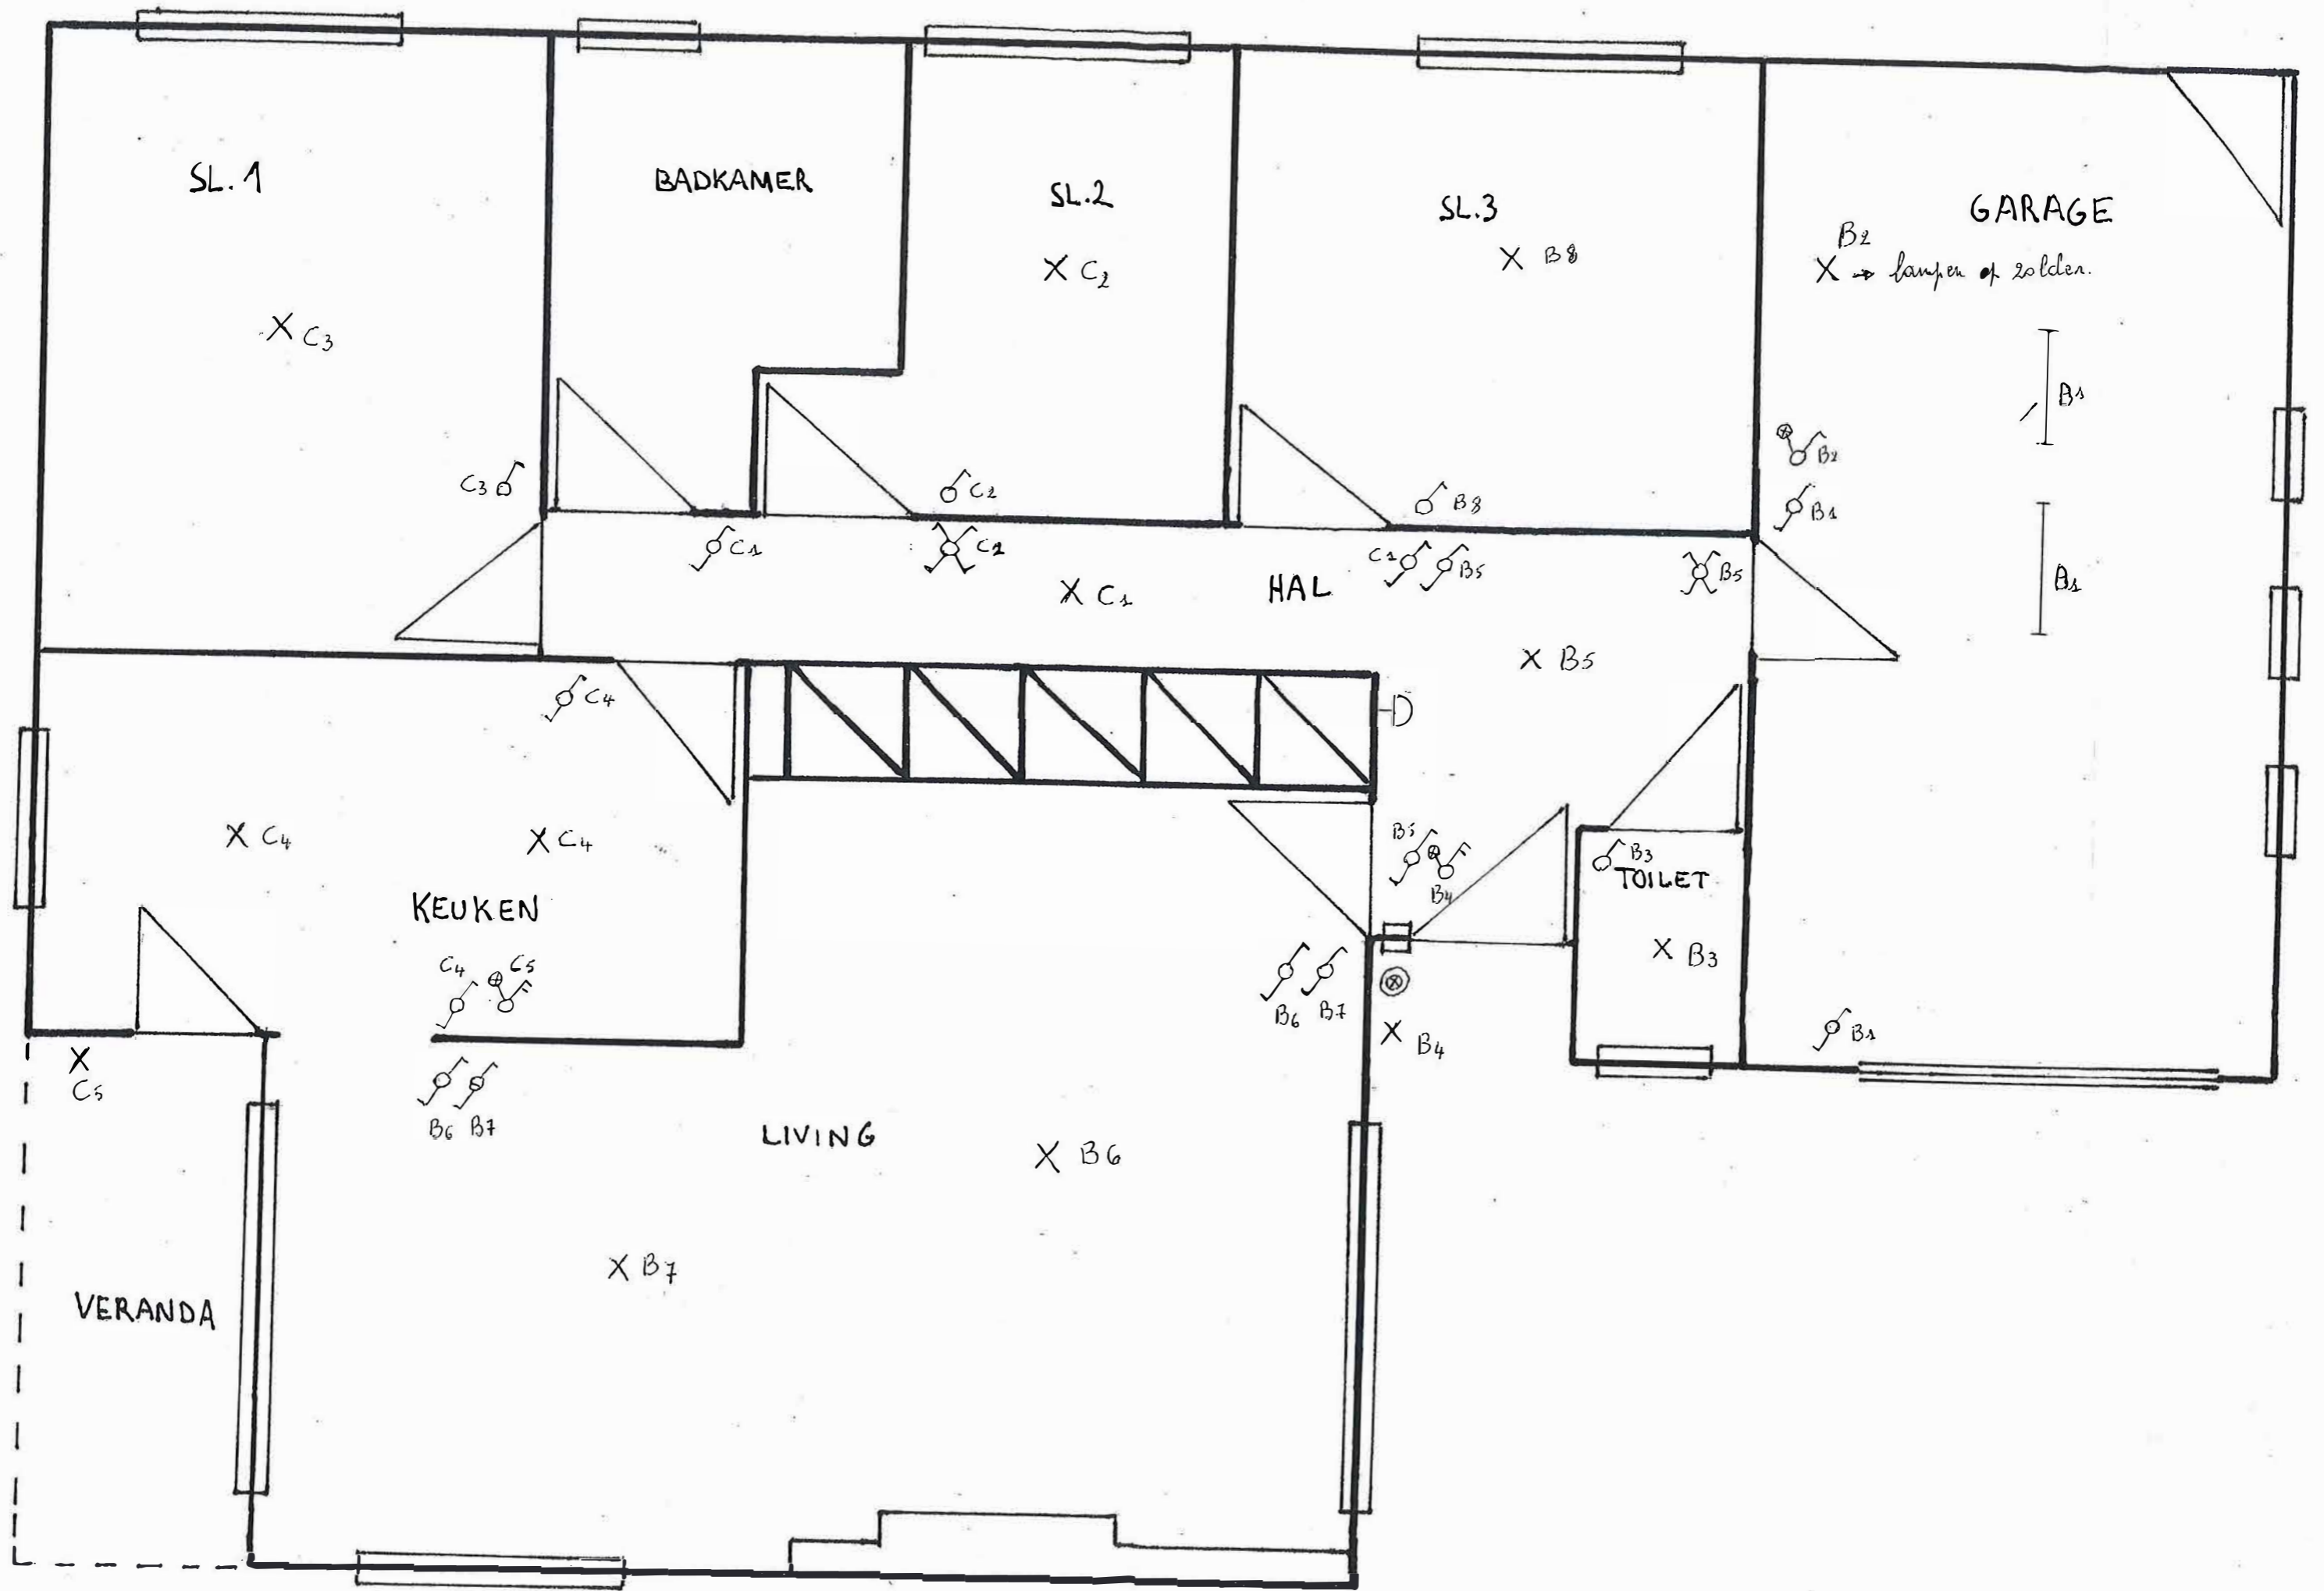 SL.1
BADKAMER
SL.2
SL.3
GARAGE
B2
X → lampen op zolder.
X C2
X B8
X C3
B1
B2
B1
C3
C2
B8
C1
C1
C1
B5
B5
B1
X C1
HAL
X B5
C4
D
X C4
X C4
B5
B4
B3
TOILET
KEUKEN
C4
C5
B6
B7
X B3
X B4
B1
X
C5
B6 B7
LIVING
X B6
X B7
VERANDA